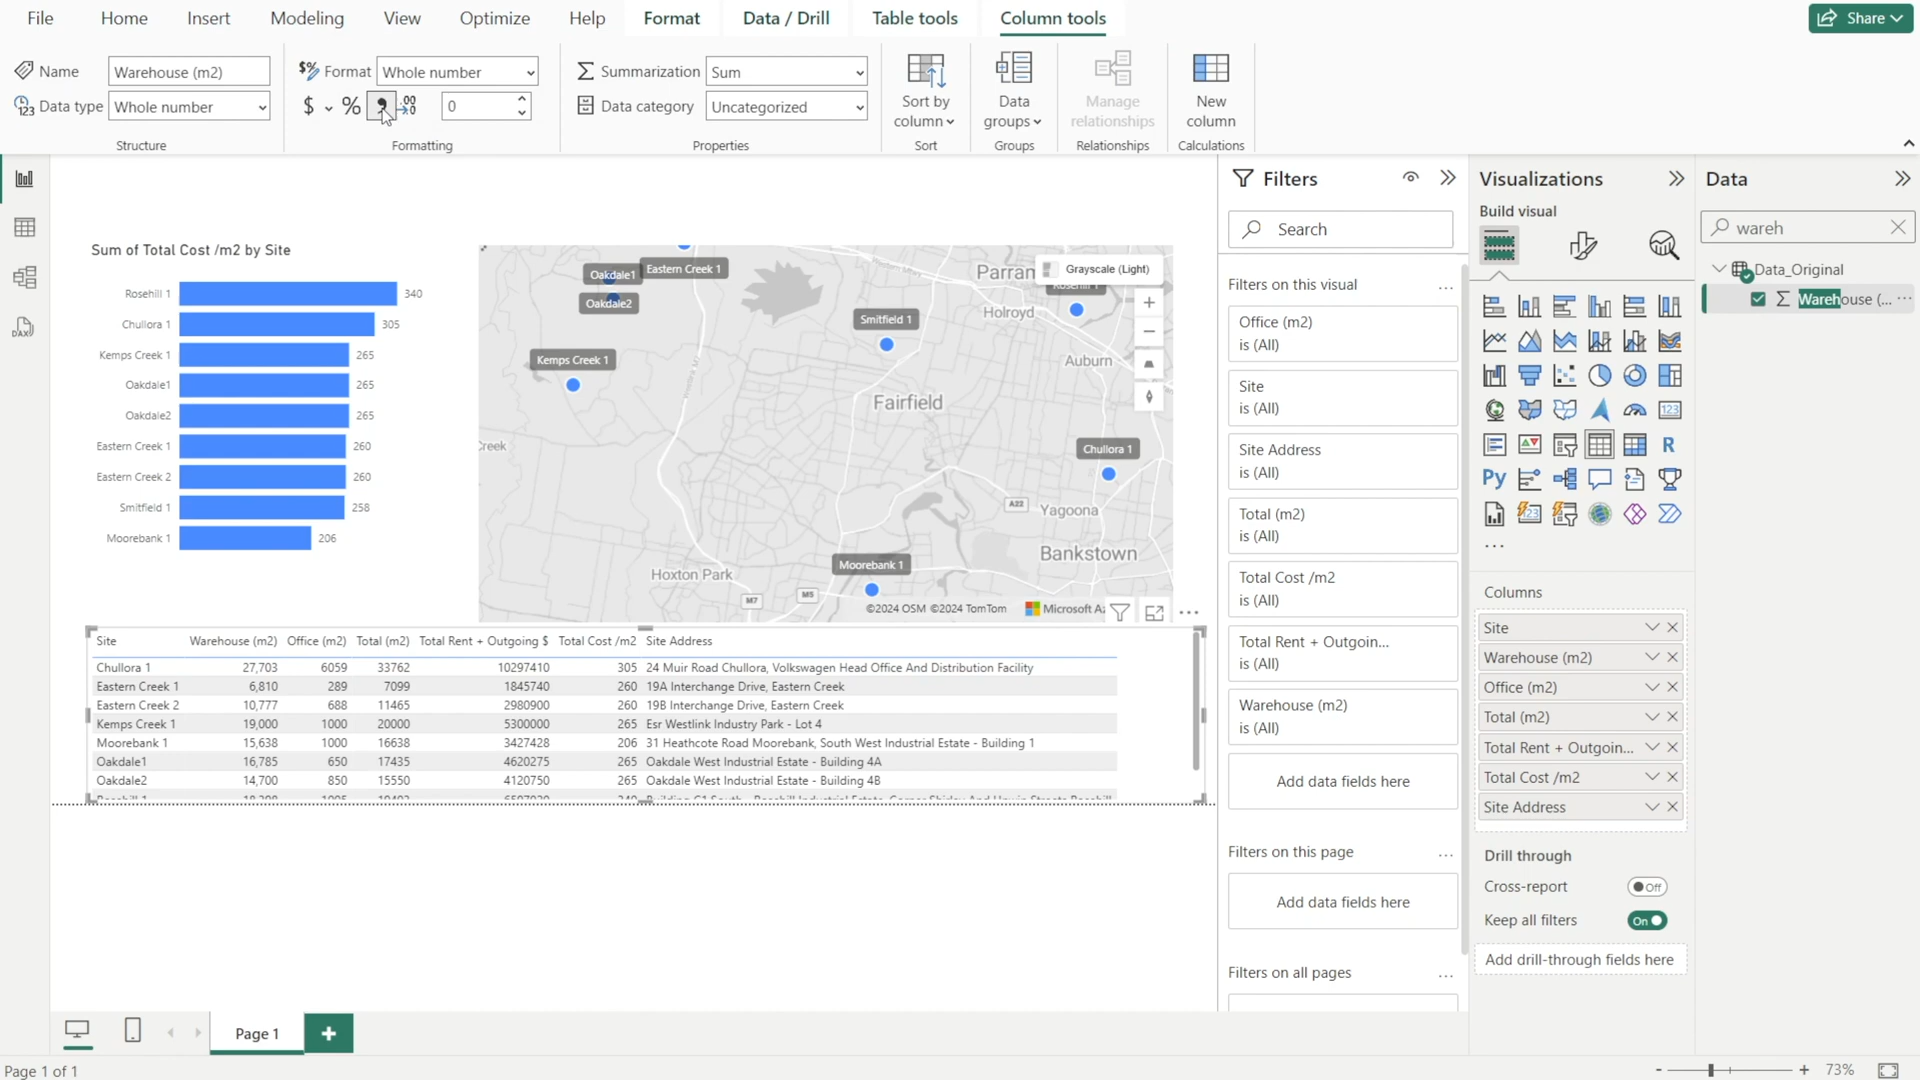 File Home Insert Modeling View Optimize Help Format Data / Drill Table tools Column tools Share
Name Warehouse (m2) Format Whole number Summarization Sum
Data type Whole number $ % 0 Data category Uncategorized
Sort by column
Data groups
Manage relationships
New column
Structure Formatting Properties Sort Groups Relationships Calculations
Sum of Total Cost /m2 by Site
Rosehill 1 340
Chullora 1 305
Kemps Creek 1 265
Oakdale1 265
Oakdale2 265
Eastern Creek 1 260
Eastern Creek 2 260
Smitfield 1 258
Moorebank 1 206
Oakdale1
Eastern Creek 1
Oakdale2
Parram
Grayscale (Light)
Rosehill 1
Holroyd
Smitfield 1
Kemps Creek 1
Auburn
Fairfield
Creek
Chullora 1
A22
Yagoona
Bankstown
Moorebank 1
Hoxton Park
M7
M5
©2024 OSM ©2024 TomTom Microsoft Az
Site Warehouse (m2) Office (m2) Total (m2) Total Rent + Outgoing $ Total Cost /m2 Site Address
Chullora 1 27,703 6059 33762 10297410 305 24 Muir Road Chullora, Volkswagen Head Office And Distribution Facility
Eastern Creek 1 6,810 289 7099 1845740 260 19A Interchange Drive, Eastern Creek
Eastern Creek 2 10,777 688 11465 2980900 260 19B Interchange Drive, Eastern Creek
Kemps Creek 1 19,000 1000 20000 5300000 265 Esr Westlink Industry Park - Lot 4
Moorebank 1 15,638 1000 16638 3427428 206 31 Heathcote Road Moorebank, South West Industrial Estate - Building 1
Oakdale1 16,785 650 17435 4620275 265 Oakdale West Industrial Estate - Building 4A
Oakdale2 14,700 850 15550 4120750 265 Oakdale West Industrial Estate - Building 4B
Page 1
Page 1 of 1
73%
Filters
Search
Filters on this visual ...
Office (m2)
is (All)
Site
is (All)
Site Address
is (All)
Total (m2)
is (All)
Total Cost /m2
is (All)
Total Rent + Outgoin...
is (All)
Warehouse (m2)
is (All)
Add data fields here
Filters on this page ...
Add data fields here
Filters on all pages ...
Visualizations
Build visual
123
R
Py
...
Columns
Site
Warehouse (m2)
Office (m2)
Total (m2)
Total Rent + Outgoin...
Total Cost /m2
Site Address
Drill through
Cross-report Off
Keep all filters On
Add drill-through fields here
Data
wareh
Data_Original
Warehouse (... ...